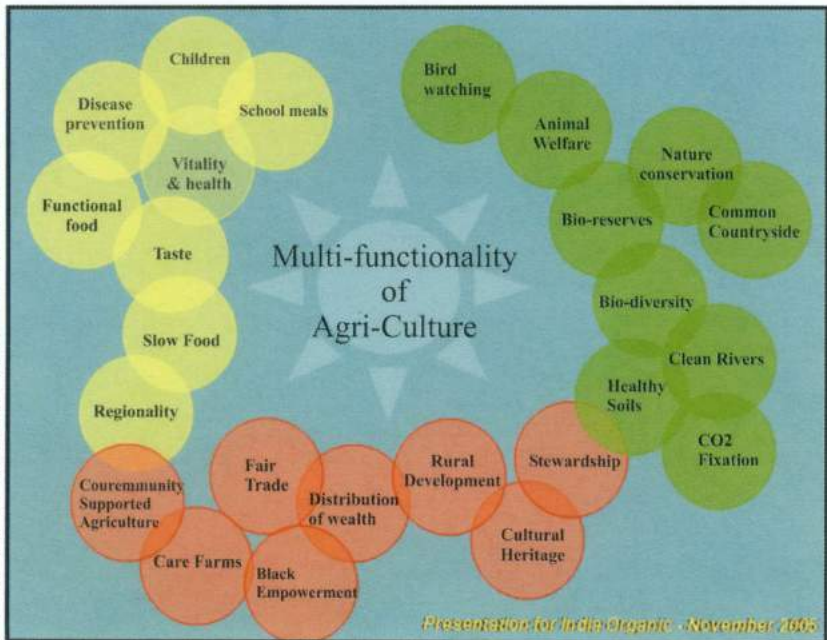 Children
Disease
prevention
School meals
Vitality
& health
Functional
food
Taste
Slow Food
Regionality
Bird
watching
Animal
Welfare
Nature
conservation
Bio-reserves
Common
Countryside
Bio-diversity
Clean Rivers
Healthy
Soils
CO2
Fixation
Multi-functionality
of
Agri-Culture
Couremmunity
Supported
Agriculture
Care Farms
Fair
Trade
Black
Empowerment
Distribution
of wealth
Rural
Development
Stewardship
Cultural
Heritage
Presentation for India Organic - November 2005